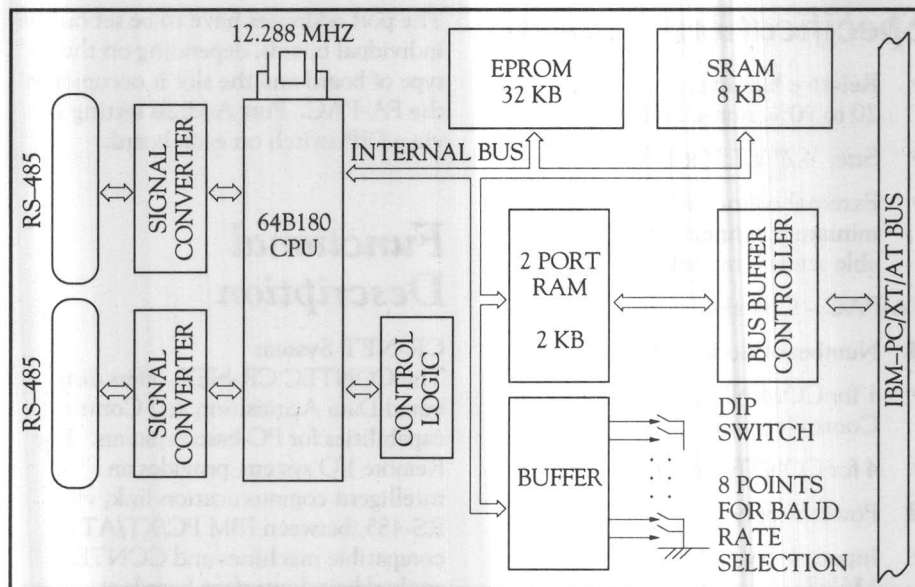 12.288 MHZ
EPROM
32 KB
SRAM
8 KB
INTERNAL BUS
RS-485
SIGNAL
CONVERTER
64B180
CPU
2 PORT
RAM
2 KB
BUS BUFFER
CONTROLLER
IBM-PC/XT/AT BUS
RS-485
SIGNAL
CONVERTER
CONTROL
LOGIC
BUFFER
DIP
SWITCH
8 POINTS
FOR BAUD
RATE
SELECTION